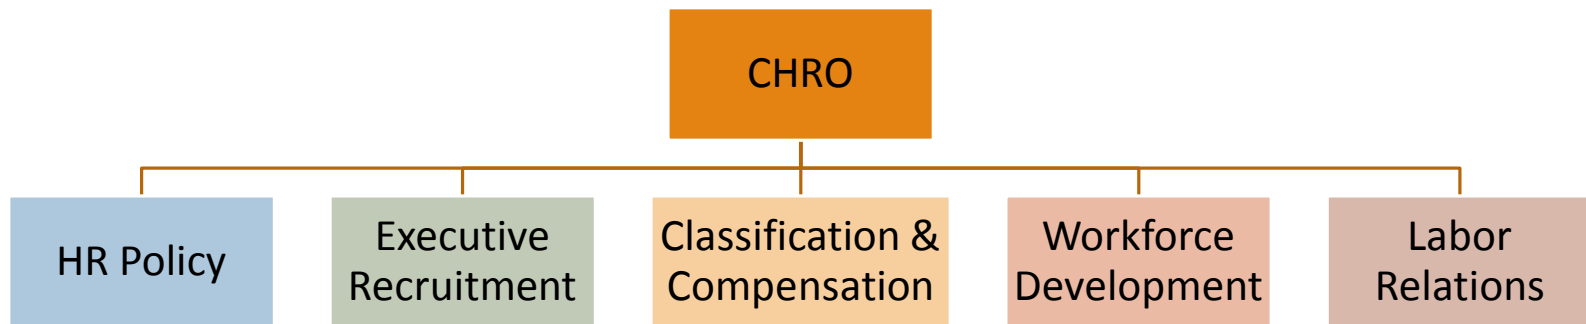 CHRO
HR Policy
Executive
Recruitment
Classification &
Compensation
Workforce
Development
Labor
Relations